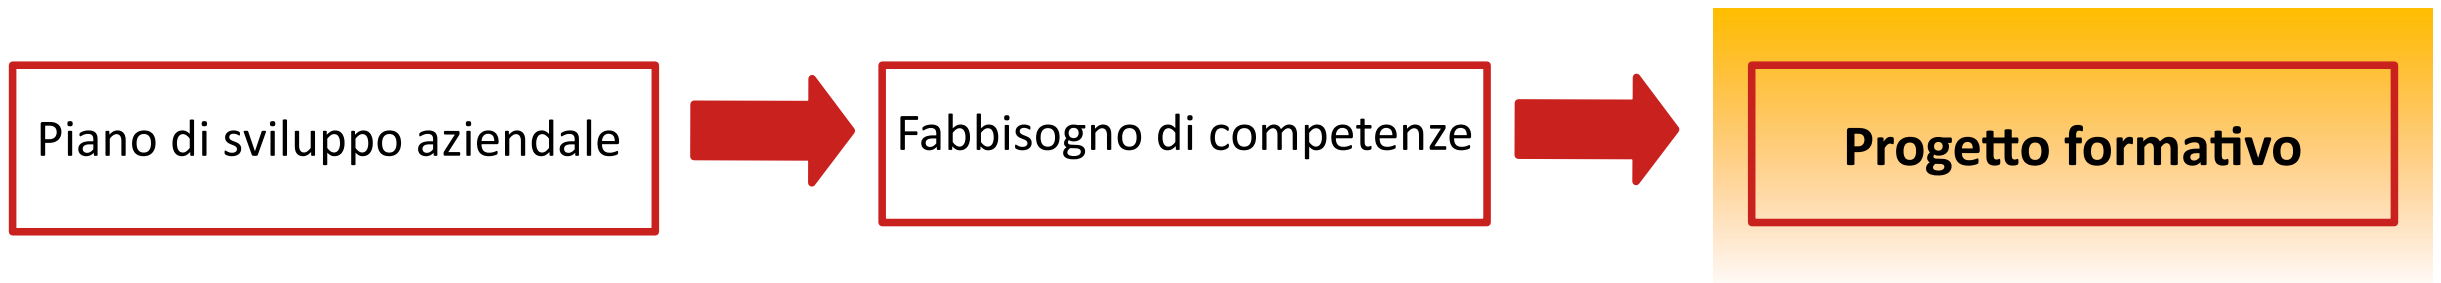 Piano di sviluppo aziendale
Fabbisogno di competenze
Progetto formativo